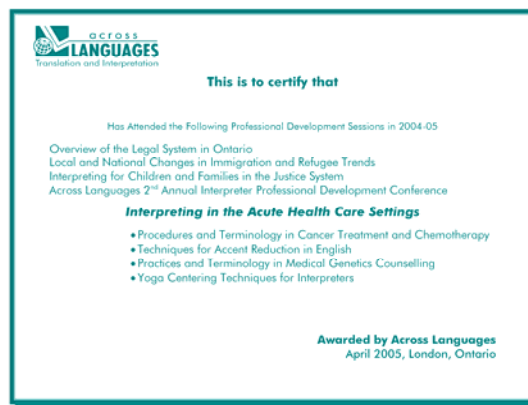 across
LANGUAGES
Translation and Interpretation
This is to certify that
Has Attended the Following Professional Development Sessions in 2004-05
Overview of the Legal System in Ontario
Local and National Changes in Immigration and Refugee Trends
Interpreting for Children and Families in the Justice System
Across Languages 2nd Annual Interpreter Professional Development Conference
Interpreting in the Acute Health Care Settings
• Procedures and Terminology in Cancer Treatment and Chemotherapy
• Techniques for Accent Reduction in English
• Practices and Terminology in Medical Genetics Counselling
• Yoga Centering Techniques for Interpreters
Awarded by Across Languages
April 2005, London, Ontario